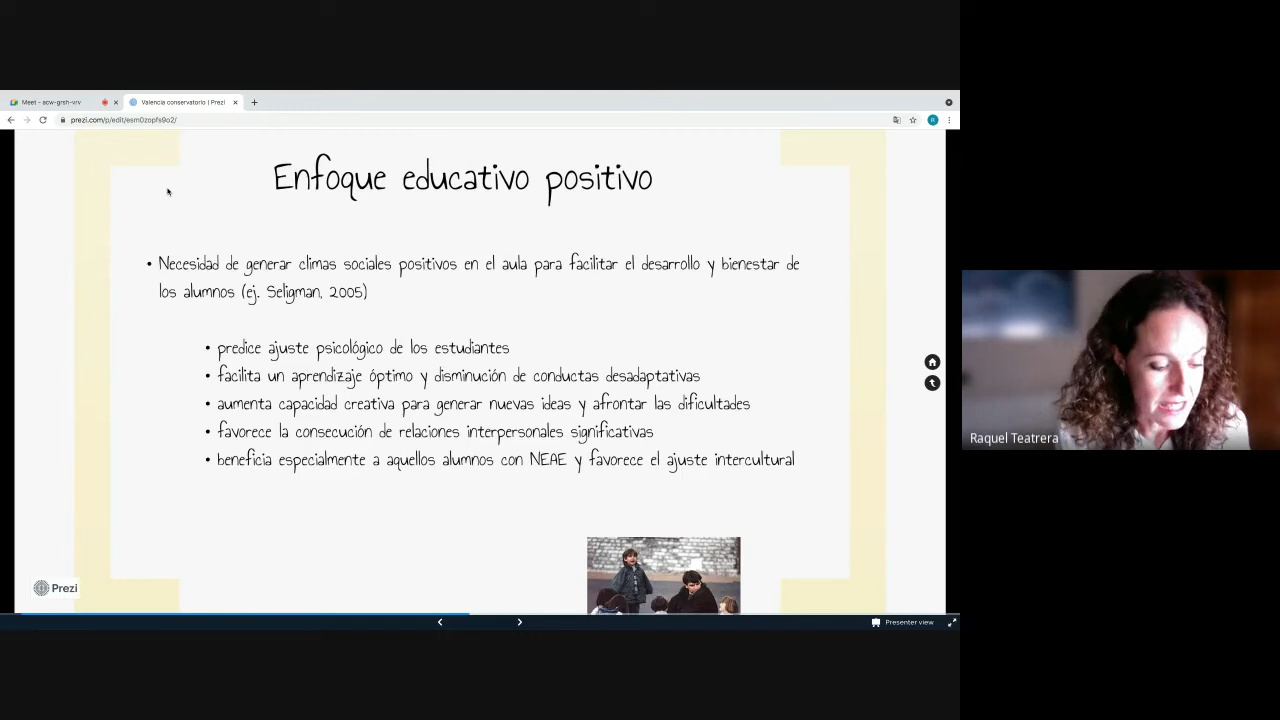 Meet - acw-grsh-vrv
Valencia conservatorio | Prezi
prezi.com/p/edit/esm0zopfs9o2/
R
Enfoque educativo positivo
• Necesidad de generar climas sociales positivos en el aula para facilitar el desarrollo y bienestar de
los alumnos (ej. Seligman, 2005)
• predice ajuste psicológico de los estudiantes
• facilita un aprendizaje óptimo y disminución de conductas desadaptativas
• aumenta capacidad creativa para generar nuevas ideas y afrontar las dificultades
• favorece la consecución de relaciones interpersonales significativas
• beneficia especialmente a aquellos alumnos con NEAE y favorece el ajuste intercultural
Raquel Teatrera
Prezi
Presenter view